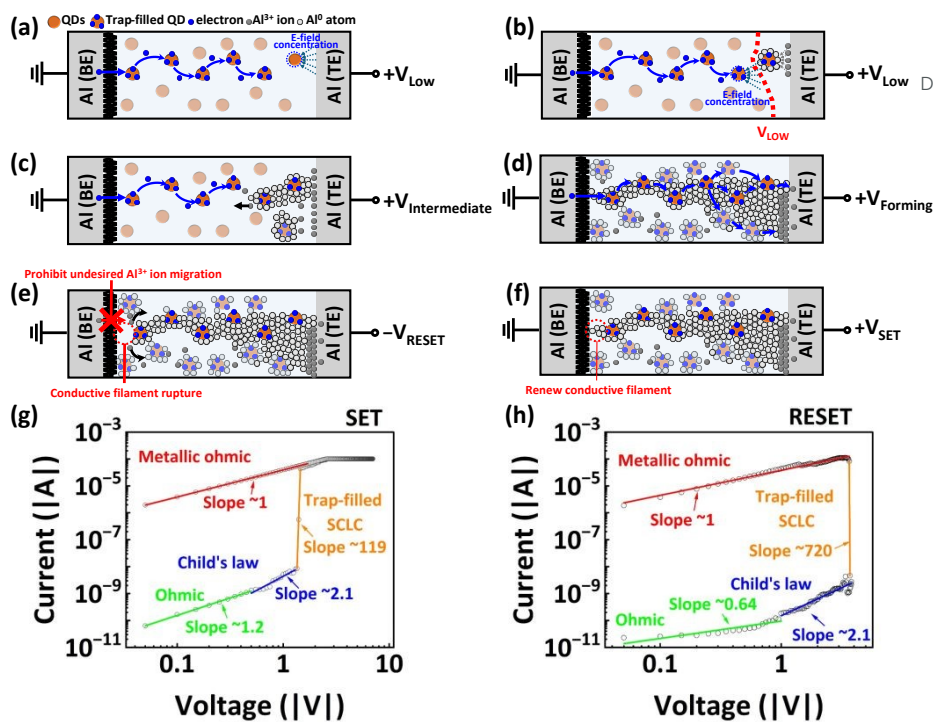 QDs Trap-filled QD electron Al³⁺ ion Al⁰ atom
(a)
E-field
concentration
Al (BE)
Al (TE)
+V_Low
(b)
E-field
concentration
Al (BE)
Al (TE)
+V_Low
D
V_LOW
(c)
Al (BE)
Al (TE)
+V_Intermediate
(d)
Al (BE)
Al (TE)
+V_Forming
Prohibit undesired Al³⁺ ion migration
(e)
Al (BE)
Al (TE)
−V_RESET
Conductive filament rupture
(f)
Al (BE)
Al (TE)
+V_SET
Renew conductive filament
(g)
SET
10⁻³
10⁻⁵
10⁻⁷
10⁻⁹
10⁻¹¹
Current (|A|)
Metallic ohmic
Slope ~1
Trap-filled
SCLC
Slope ~119
Child's law
Ohmic
Slope ~2.1
Slope ~1.2
0.1 1 10
Voltage (|V|)
(h)
RESET
10⁻³
10⁻⁵
10⁻⁷
10⁻⁹
10⁻¹¹
Current (|A|)
Metallic ohmic
Slope ~1
Trap-filled
SCLC
Slope ~720
Child's law
Slope ~0.64
Ohmic
Slope ~2.1
0.1 1
Voltage (|V|)